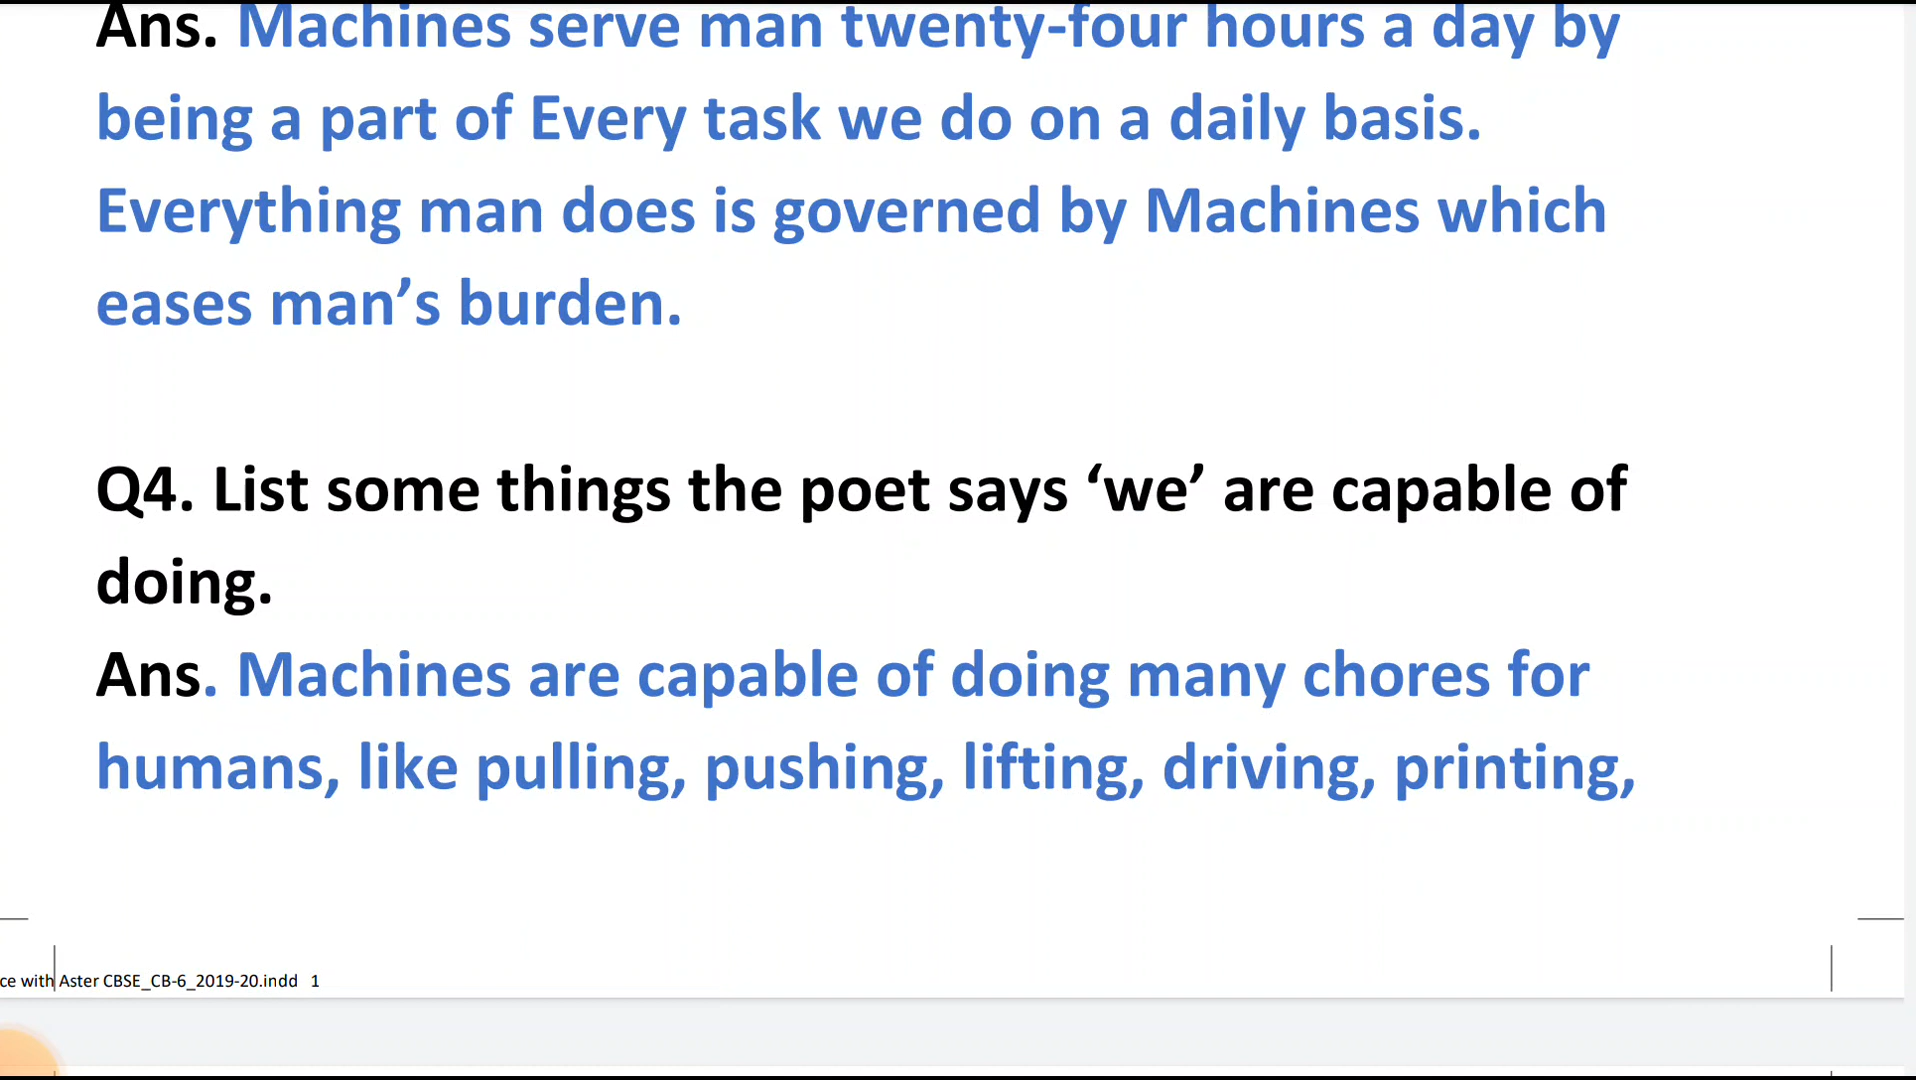 Ans. Machines serve man twenty-four hours a day by
being a part of Every task we do on a daily basis.
Everything man does is governed by Machines which
eases man’s burden.
Q4. List some things the poet says ‘we’ are capable of
doing.
Ans. Machines are capable of doing many chores for
humans, like pulling, pushing, lifting, driving, printing,
ce with Aster CBSE_CB-6_2019-20.indd 1